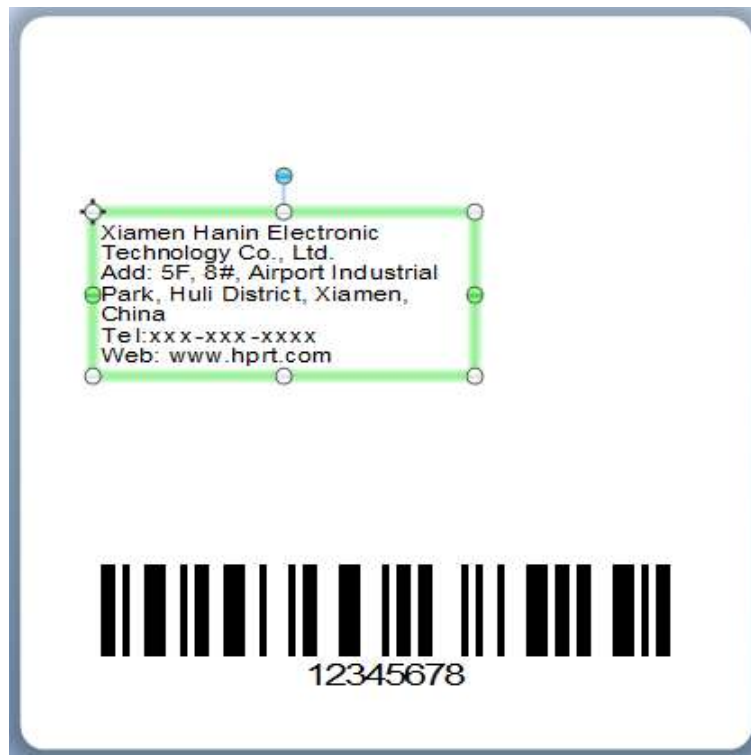 Xiamen Hanin Electronic
Technology Co., Ltd.
Add: 5F, 8#, Airport Industrial
Park, Huli District, Xiamen,
China
Tel:xxx-xxx-xxxx
Web: www.hprt.com
12345678